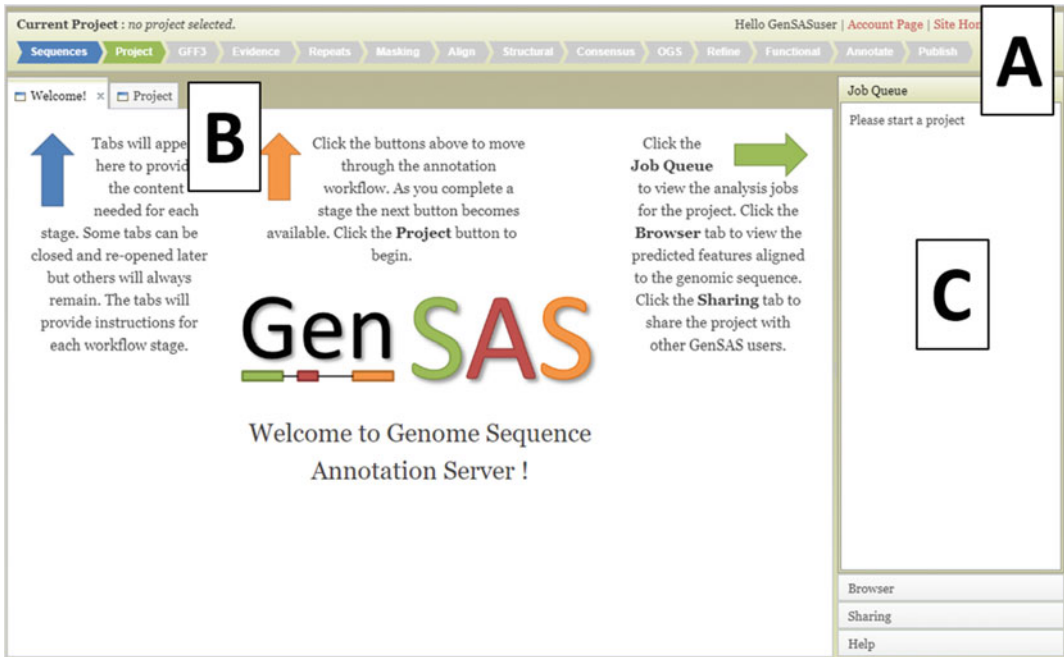 Current Project : no project selected.
Hello GenSASuser | Account Page | Site
Sequences Project GFF3 Evidence Repeats Masking Align Structural Consensus OGS Refine Functional Annotate Publish
A
Welcome! × Project
B
Job Queue
Please start a project
C
Tabs will
here to
the content
needed for each
stage. Some tabs can be
closed and re-opened later
but others will always
remain. The tabs will
provide instructions for
each workflow stage.
Click the buttons above to move
through the annotation
workflow. As you complete a
stage the next button becomes
available. Click the Project button to
begin.
Click the
Job Queue
to view the analysis jobs
for the project. Click the
Browser tab to view the
predicted features aligned
to the genomic sequence.
Click the Sharing tab to
share the project with
other GenSAS users.
GenSAS
Welcome to Genome Sequence
Annotation Server !
Browser
Sharing
Help